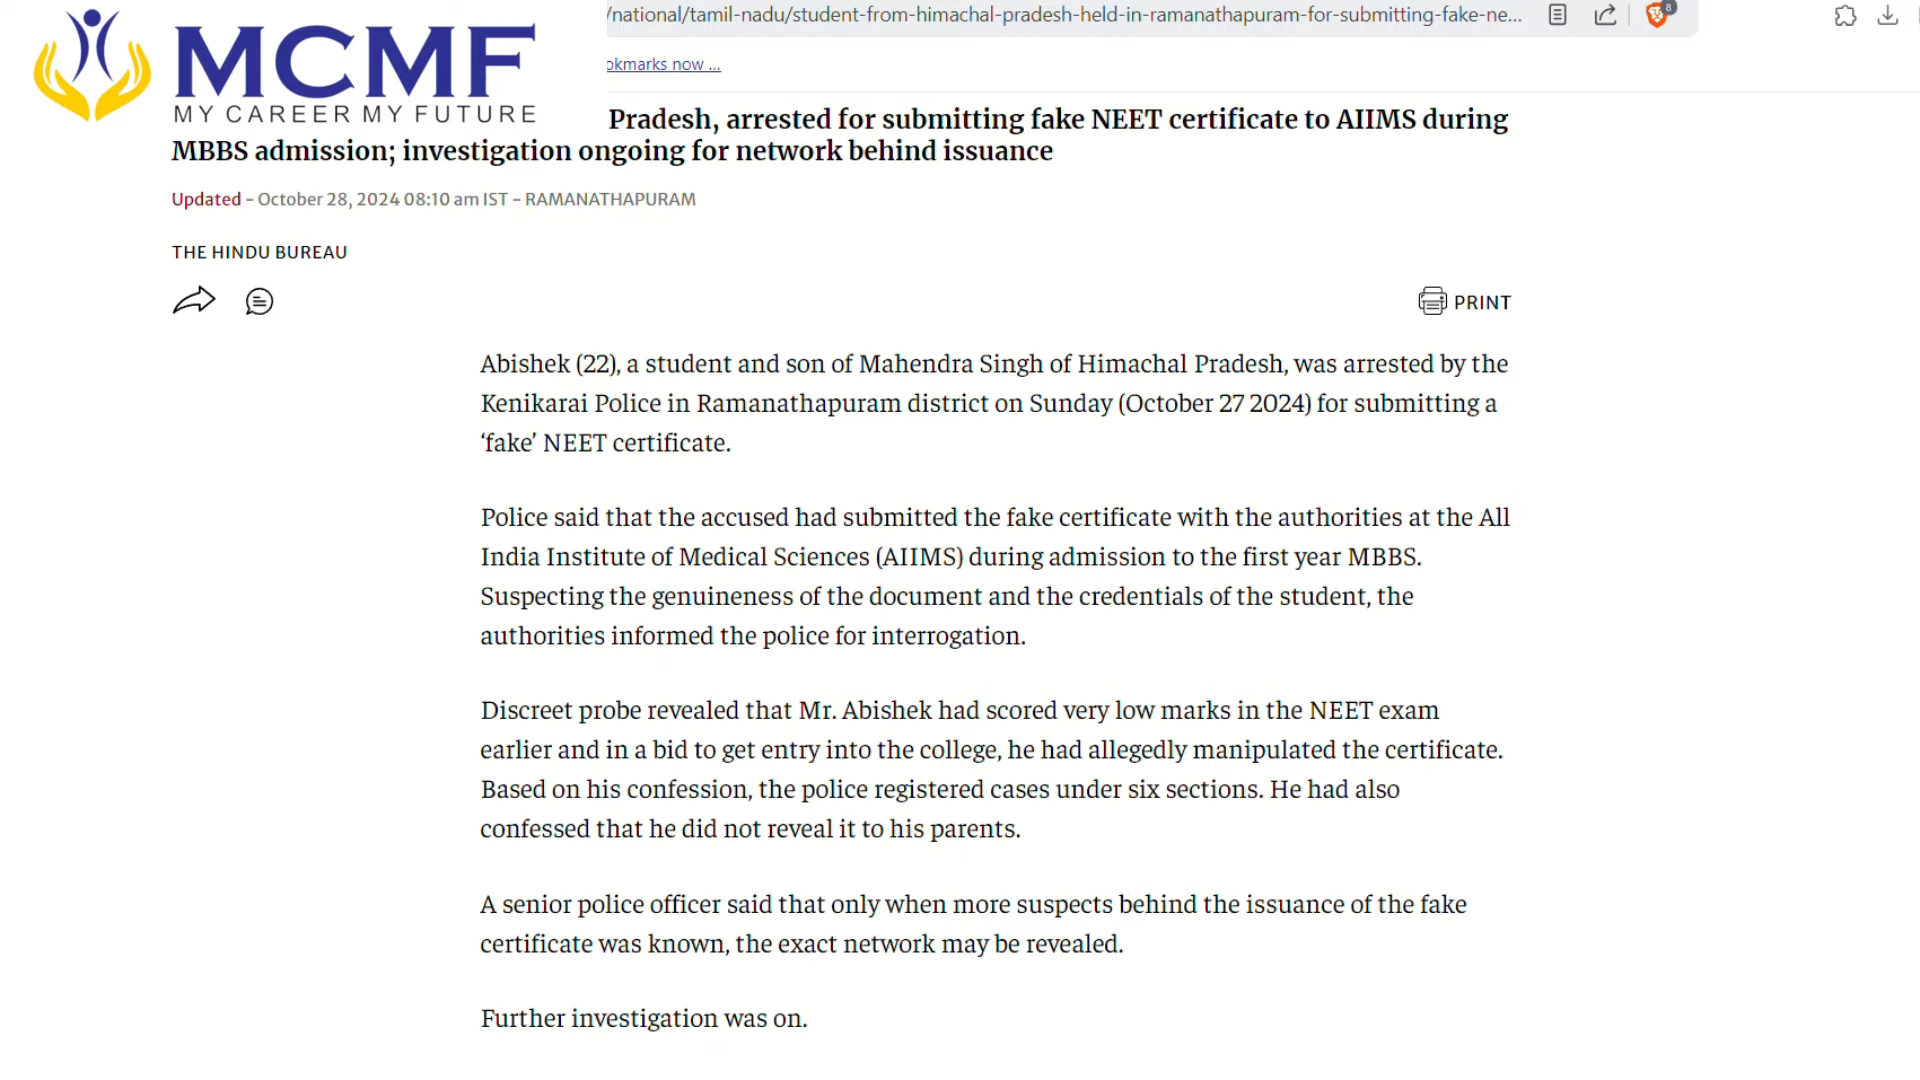 MCMF
MY CAREER MY FUTURE
/national/tamil-nadu/student-from-himachal-pradesh-held-in-ramanathapuram-for-submitting-fake-ne...
8
okmarks now ...
Pradesh, arrested for submitting fake NEET certificate to AIIMS during
MBBS admission; investigation ongoing for network behind issuance
Updated - October 28, 2024 08:10 am IST - RAMANATHAPURAM
THE HINDU BUREAU
PRINT
Abishek (22), a student and son of Mahendra Singh of Himachal Pradesh, was arrested by the
Kenikarai Police in Ramanathapuram district on Sunday (October 27 2024) for submitting a
‘fake’ NEET certificate.
Police said that the accused had submitted the fake certificate with the authorities at the All
India Institute of Medical Sciences (AIIMS) during admission to the first year MBBS.
Suspecting the genuineness of the document and the credentials of the student, the
authorities informed the police for interrogation.
Discreet probe revealed that Mr. Abishek had scored very low marks in the NEET exam
earlier and in a bid to get entry into the college, he had allegedly manipulated the certificate.
Based on his confession, the police registered cases under six sections. He had also
confessed that he did not reveal it to his parents.
A senior police officer said that only when more suspects behind the issuance of the fake
certificate was known, the exact network may be revealed.
Further investigation was on.